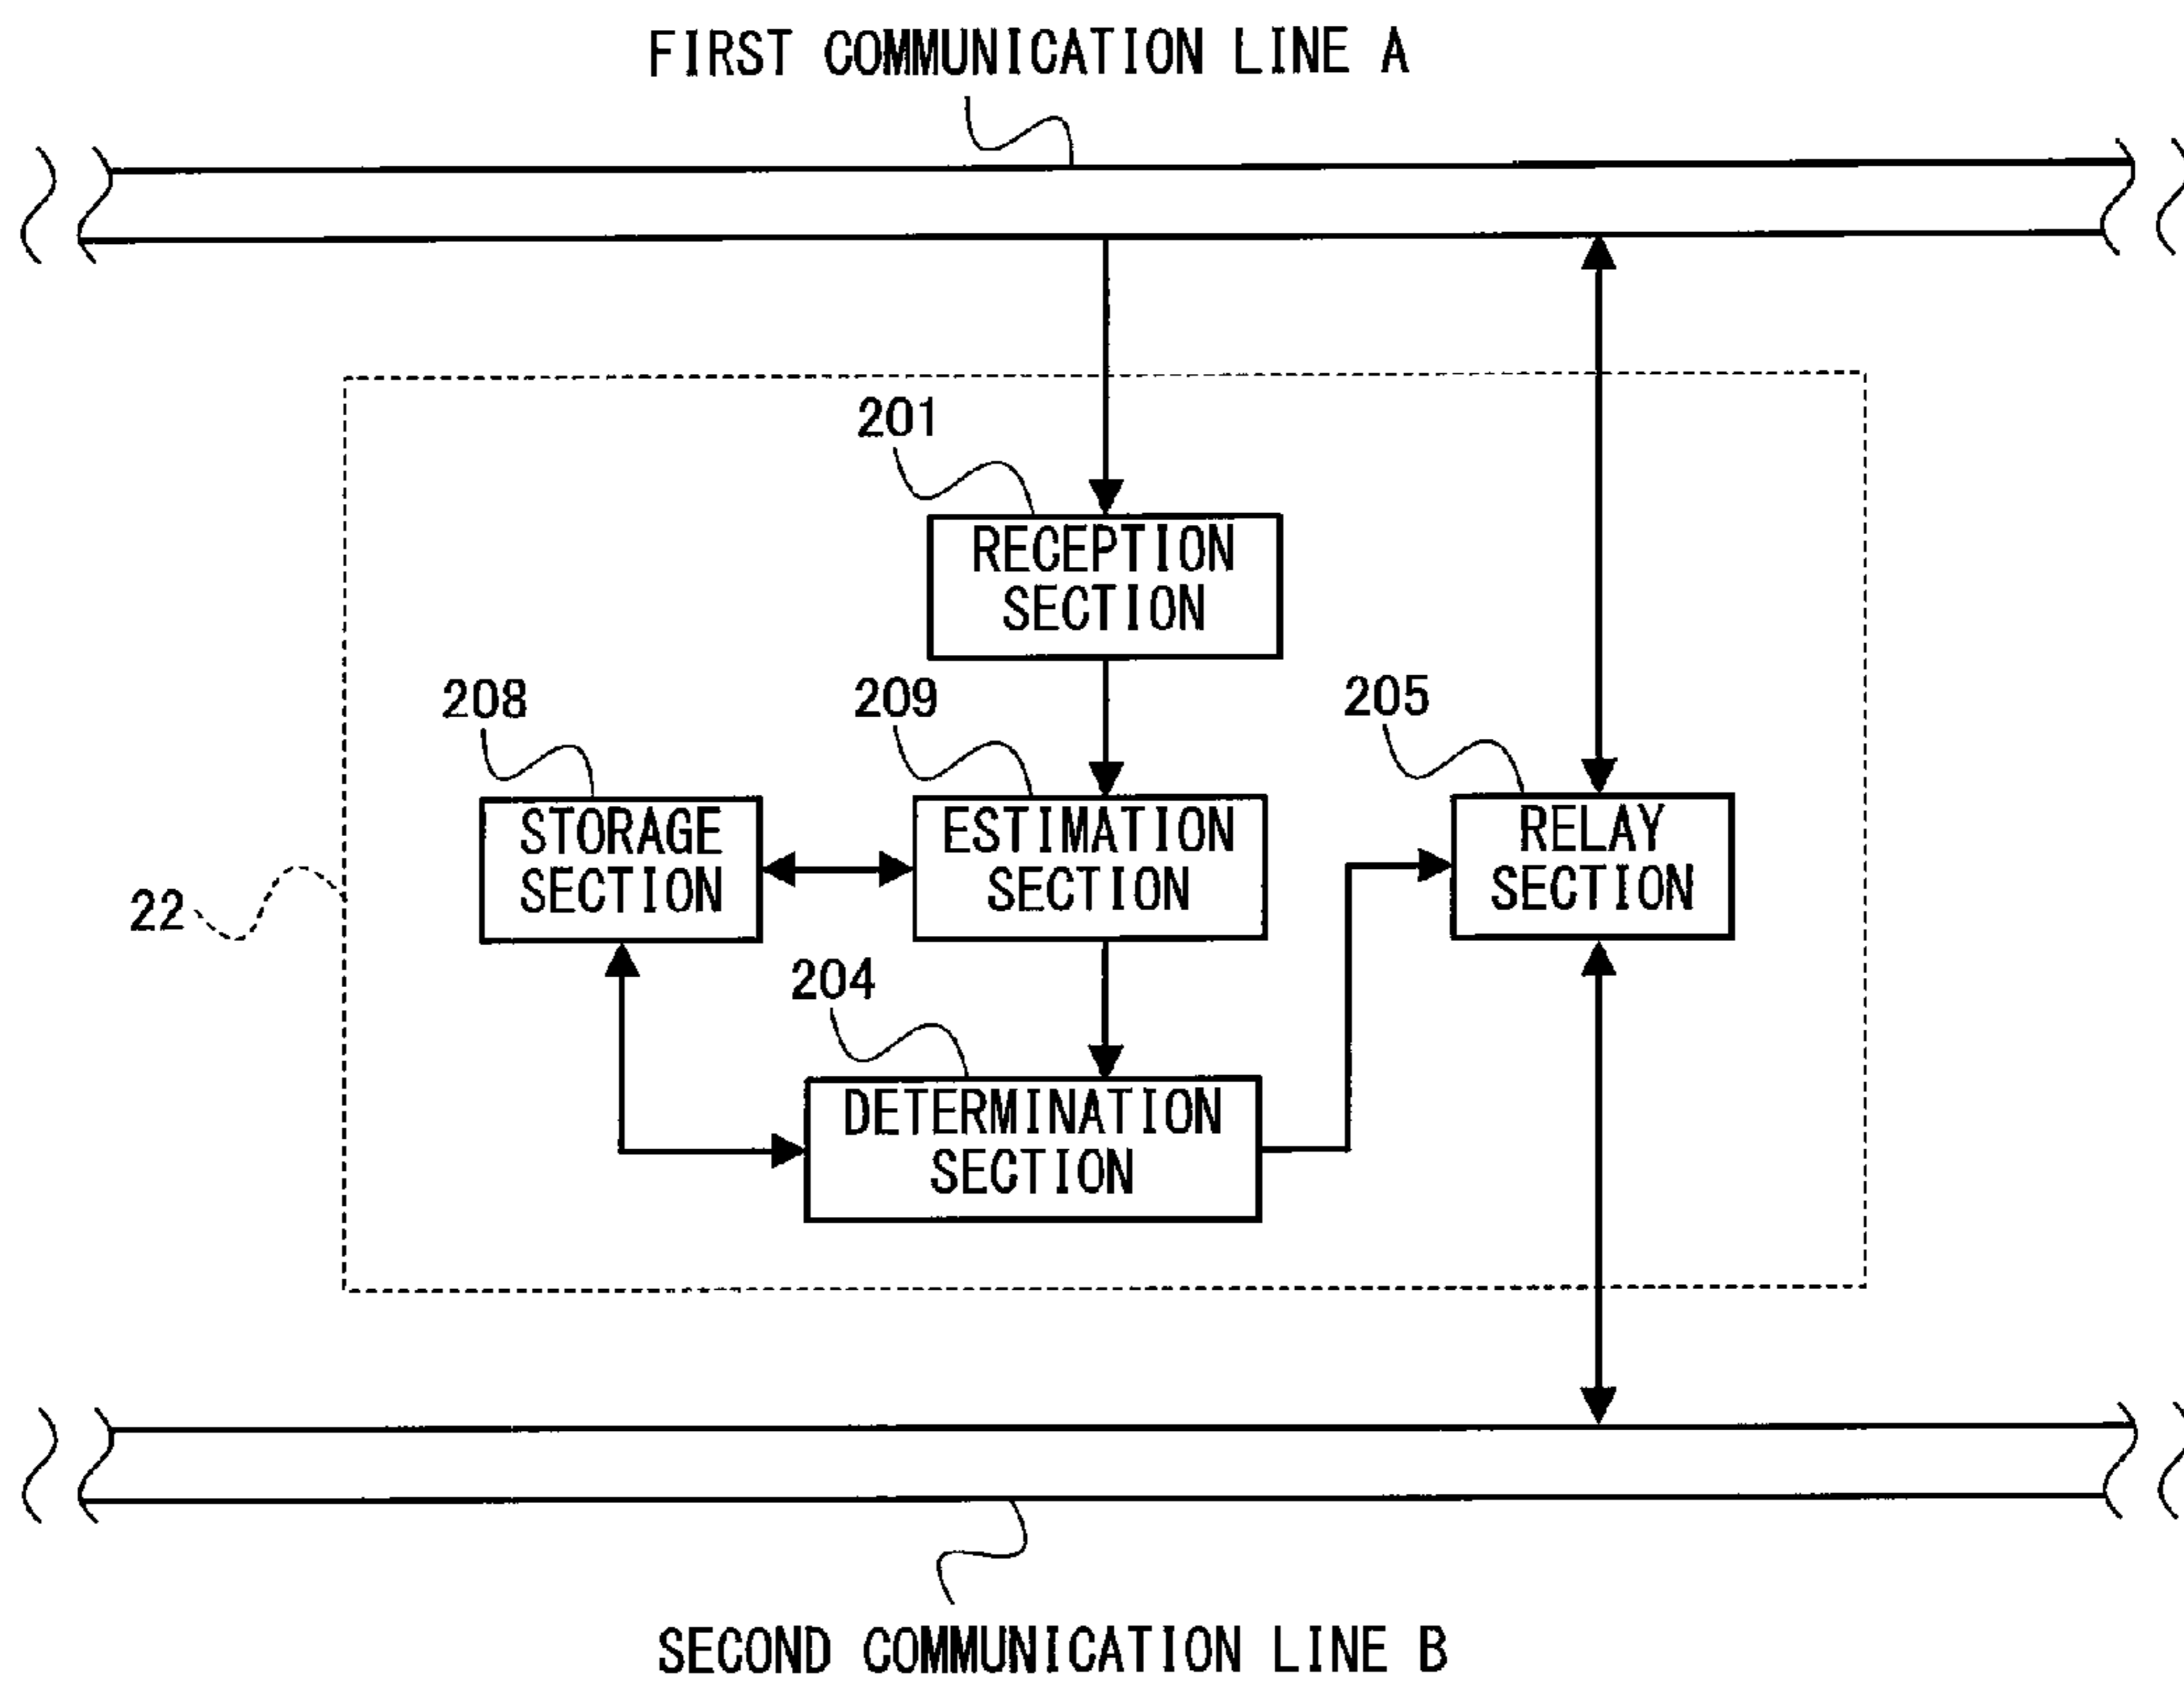 FIRST COMMUNICATION LINE A
201
RECEPTION
SECTION
208
209
205
STORAGE
SECTION
ESTIMATION
SECTION
RELAY
SECTION
22
204
DETERMINATION
SECTION
SECOND COMMUNICATION LINE B